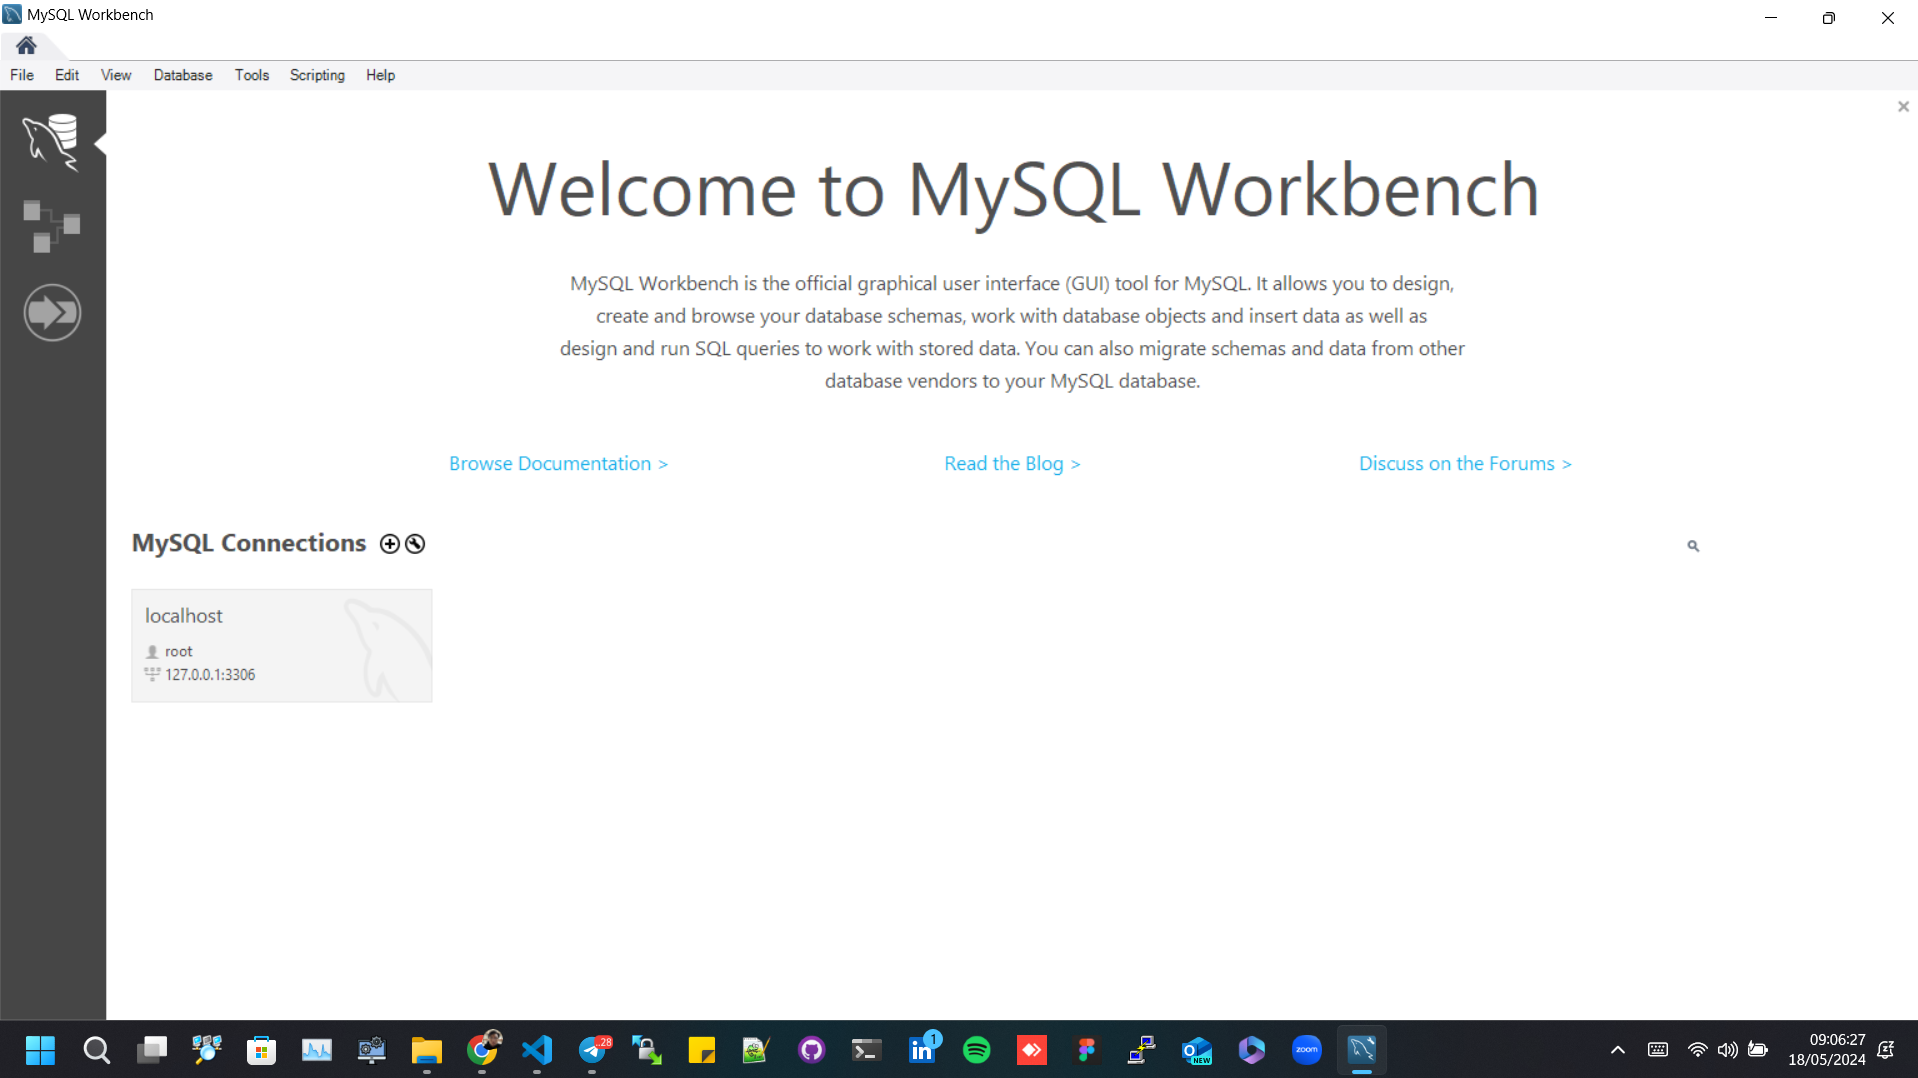 MySQL Workbench
File Edit View Database Tools Scripting Help
Welcome to MySQL Workbench
MySQL Workbench is the official graphical user interface (GUI) tool for MySQL. It allows you to design,
create and browse your database schemas, work with database objects and insert data as well as
design and run SQL queries to work with stored data. You can also migrate schemas and data from other
database vendors to your MySQL database.
Browse Documentation > Read the Blog > Discuss on the Forums >
MySQL Connections
localhost
root
127.0.0.1:3306
..28
1
in
NEW
zoom
09:06:27
18/05/2024